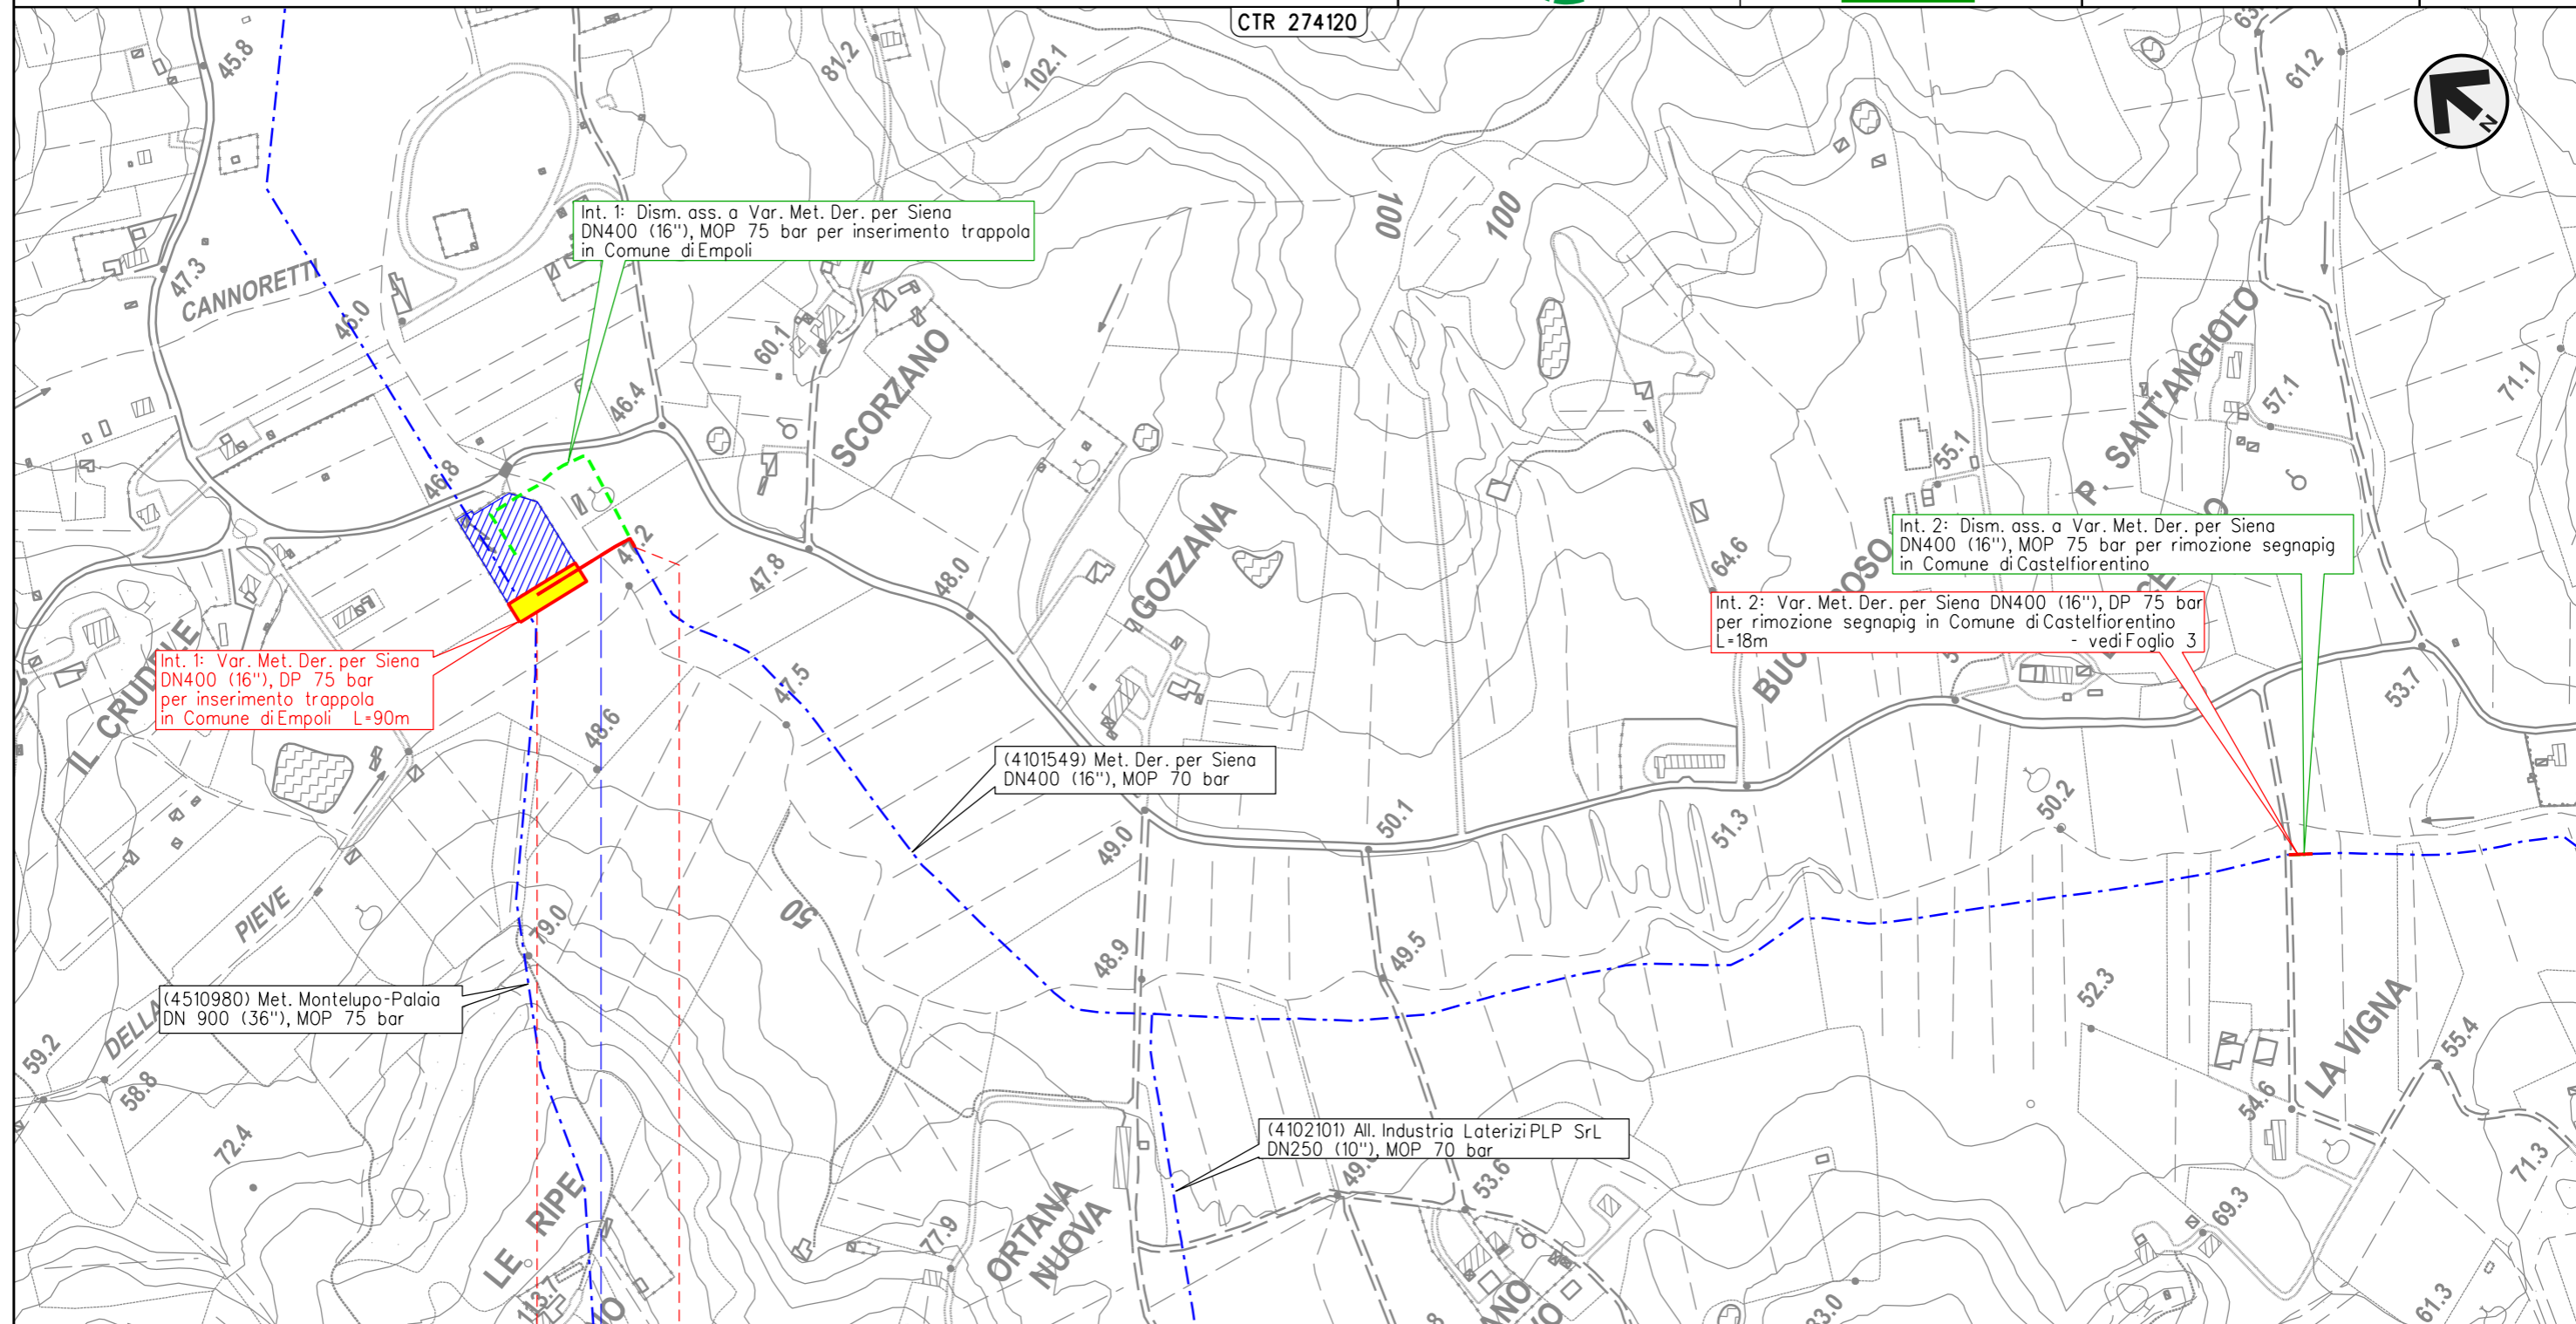 CTR 274120
45.8
81.2
102.1
63.
61.2
N
Int. 1: Dism. ass. a Var. Met. Der. per Siena
DN400 (16"), MOP 75 bar per inserimento trappola
in Comune di Empoli
100
100
47.3
CANNORETTI
46.0
60.1
SCORZANO
46.4
46.8
47.2
47.8
48.0
GOZZANA
64.6
55.1
P. SANT'ANGIOLO
57.1
71.1
Int. 2: Dism. ass. a Var. Met. Der. per Siena
DN400 (16"), MOP 75 bar per rimozione segnapig
in Comune di Castelfiorentino
Int. 2: Var. Met. Der. per Siena DN400 (16"), DP 75 bar
per rimozione segnapig in Comune di Castelfiorentino
L=18m - vedi Foglio 3
53.7
IL CRUDELE
Int. 1: Var. Met. Der. per Siena
DN400 (16"), DP 75 bar
per inserimento trappola
in Comune di Empoli L=90m
47.5
48.6
(4101549) Met. Der. per Siena
DN400 (16"), MOP 70 bar
49.0
50.1
51.3
50.2
50
PIEVE
79.0
48.9
49.5
52.3
(4510980) Met. Montelupo-Palaia
DN 900 (36"), MOP 75 bar
DELLA
59.2
58.8
72.4
LA VIGNA
55.4
54.6
(4102101) All. Industria Laterizi PLP SrL
DN250 (10"), MOP 70 bar
53.6
71.3
69.3
LE RIPE
77.9
ORTANA
NUOVA
113.7
61.3